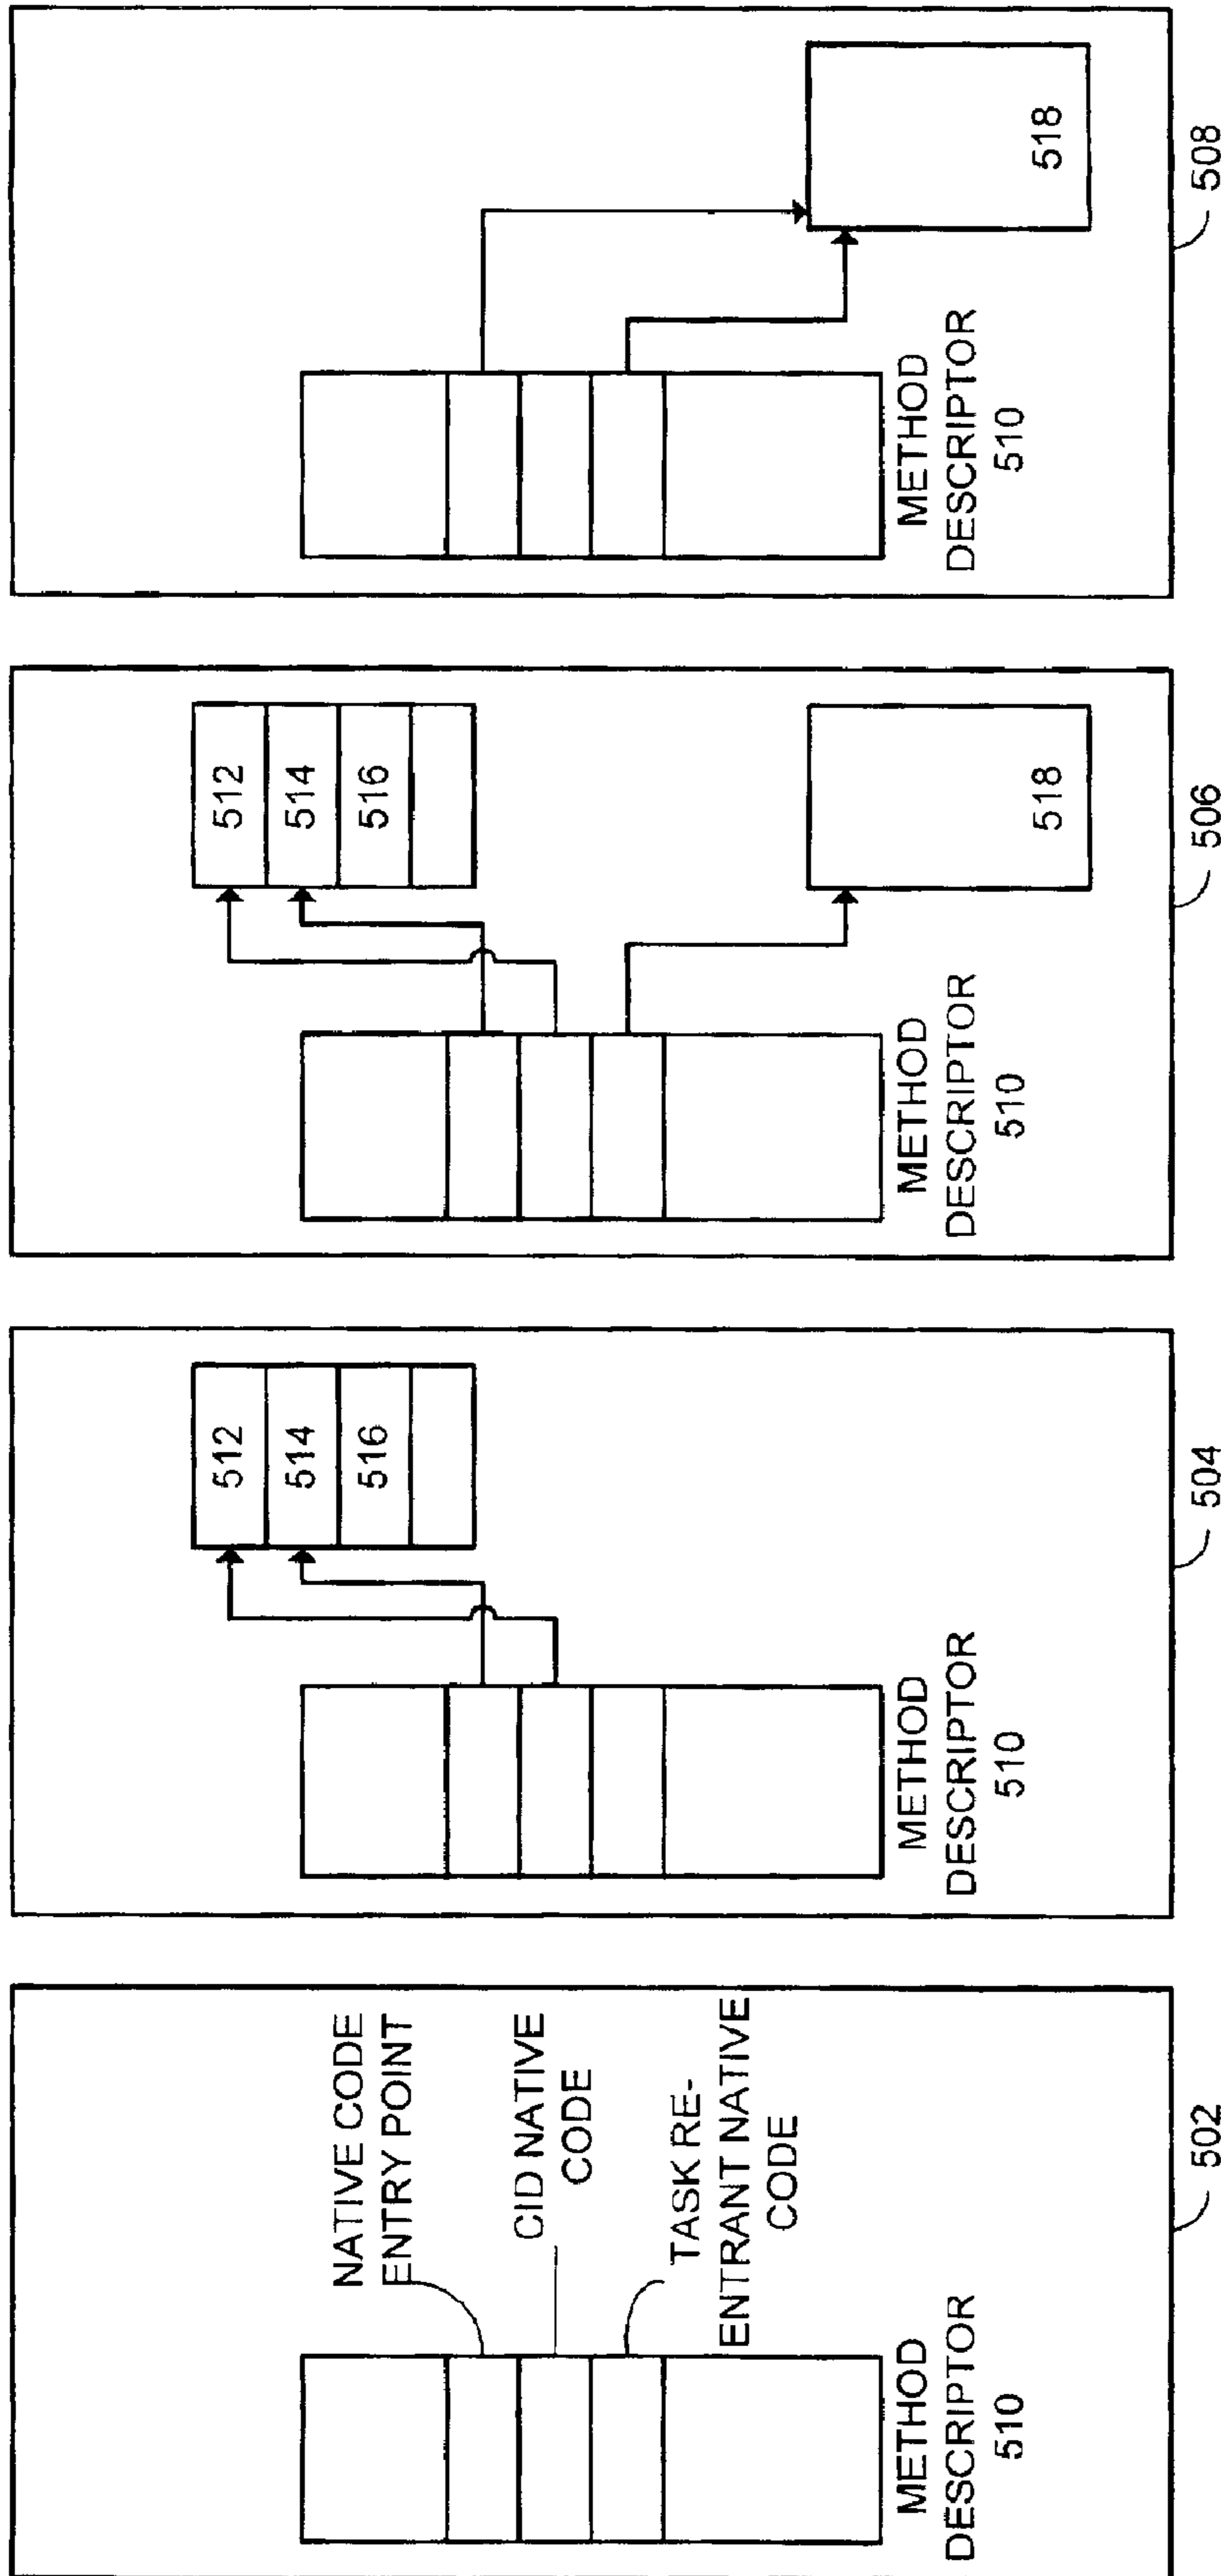 NATIVE CODE
ENTRY POINT
CID NATIVE
CODE
TASK RE-
ENTRANT NATIVE
CODE
METHOD
DESCRIPTOR
510
502
512
514
516
METHOD
DESCRIPTOR
510
504
512
514
516
518
METHOD
DESCRIPTOR
510
506
518
METHOD
DESCRIPTOR
510
508